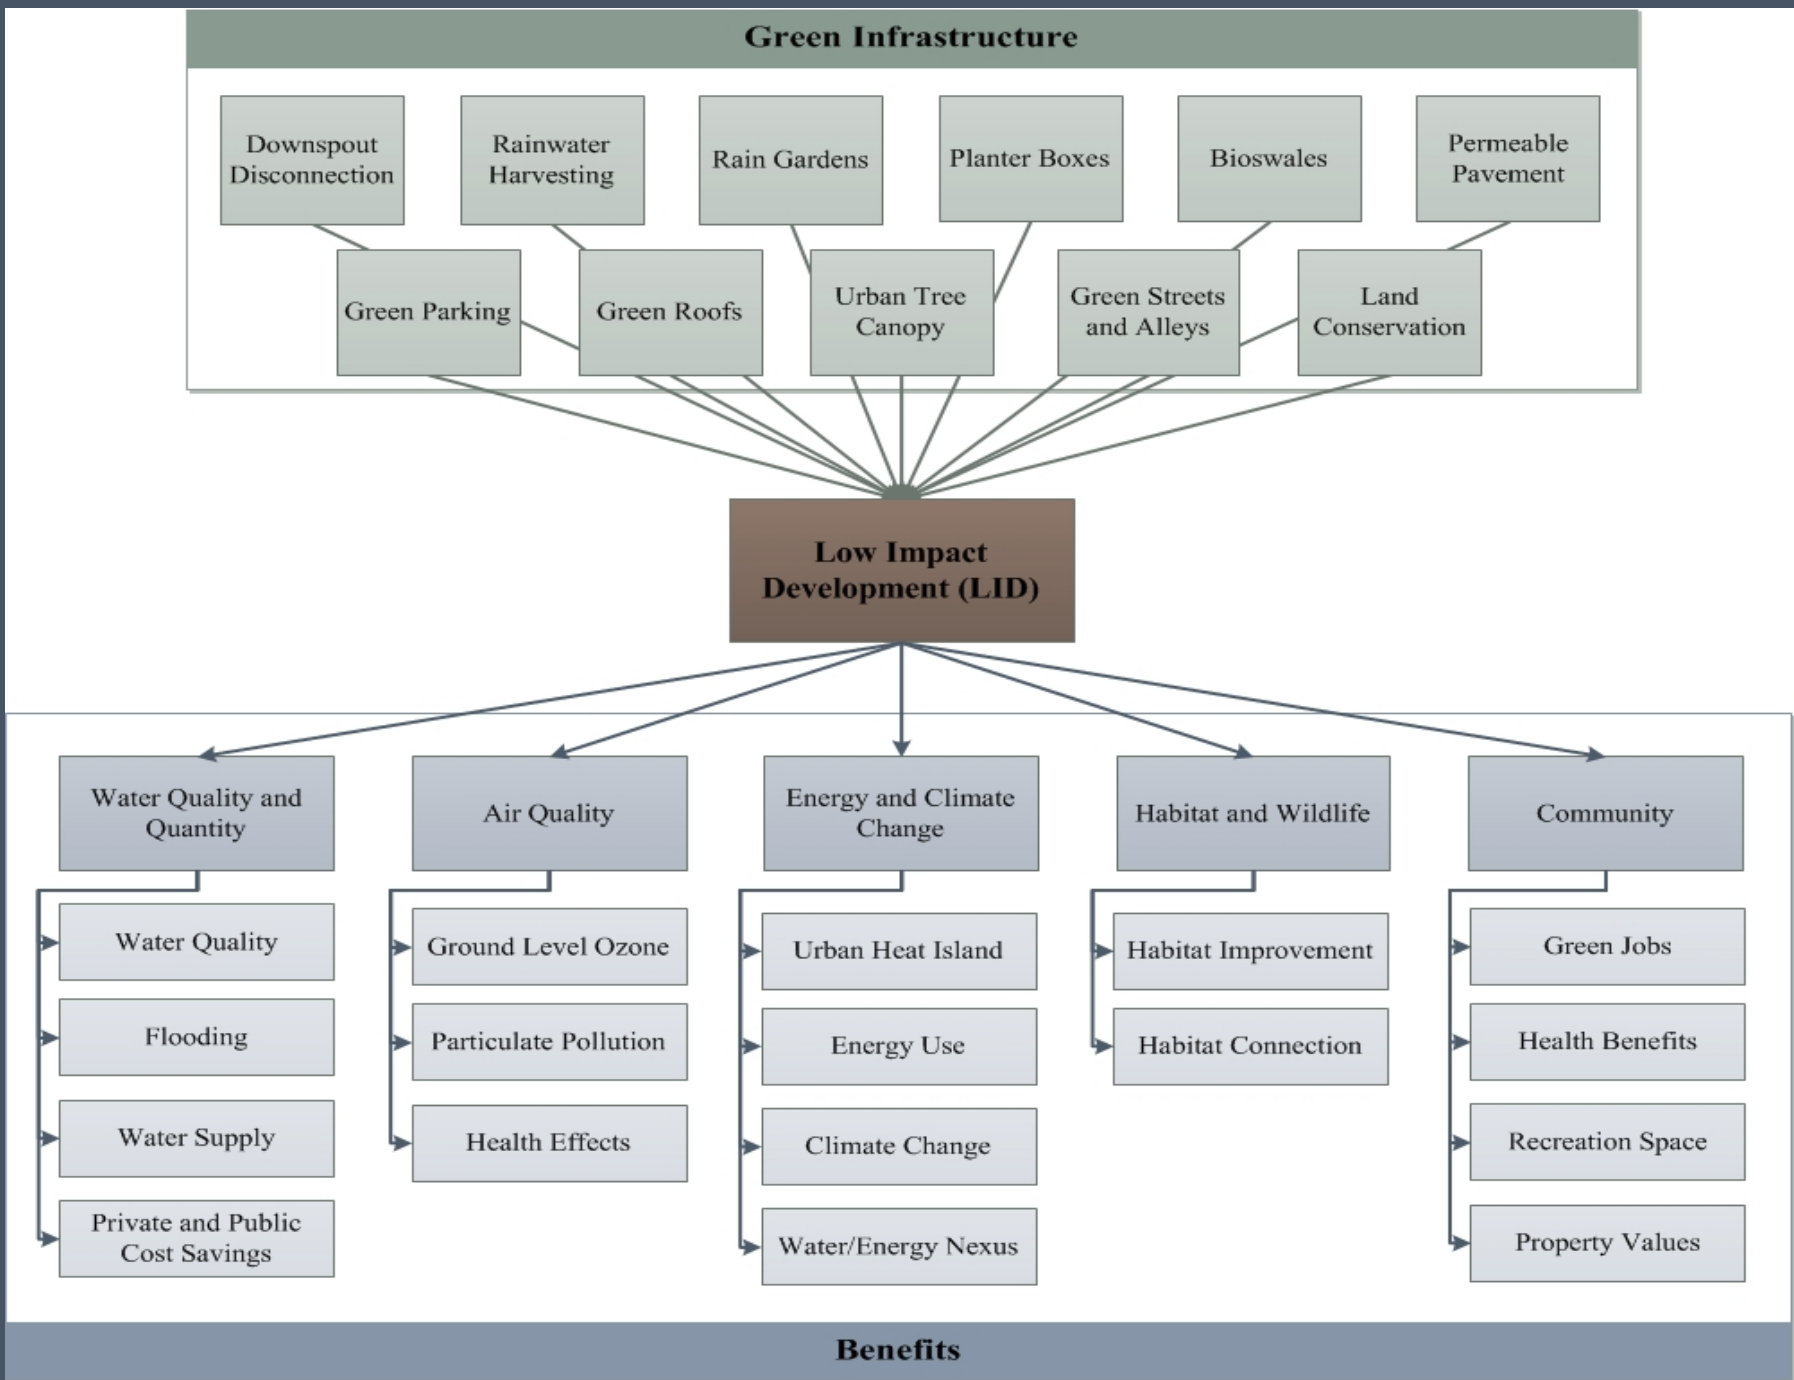 Green Infrastructure
Downspout
Disconnection
Rainwater
Harvesting
Rain Gardens
Planter Boxes
Bioswales
Permeable
Pavement
Green Parking
Green Roofs
Urban Tree
Canopy
Green Streets
and Alleys
Land
Conservation
Low Impact
Development (LID)
Water Quality and
Quantity
Air Quality
Energy and Climate
Change
Habitat and Wildlife
Community
Water Quality
Flooding
Water Supply
Private and Public
Cost Savings
Ground Level Ozone
Particulate Pollution
Health Effects
Urban Heat Island
Energy Use
Climate Change
Water/Energy Nexus
Habitat Improvement
Habitat Connection
Green Jobs
Health Benefits
Recreation Space
Property Values
Benefits